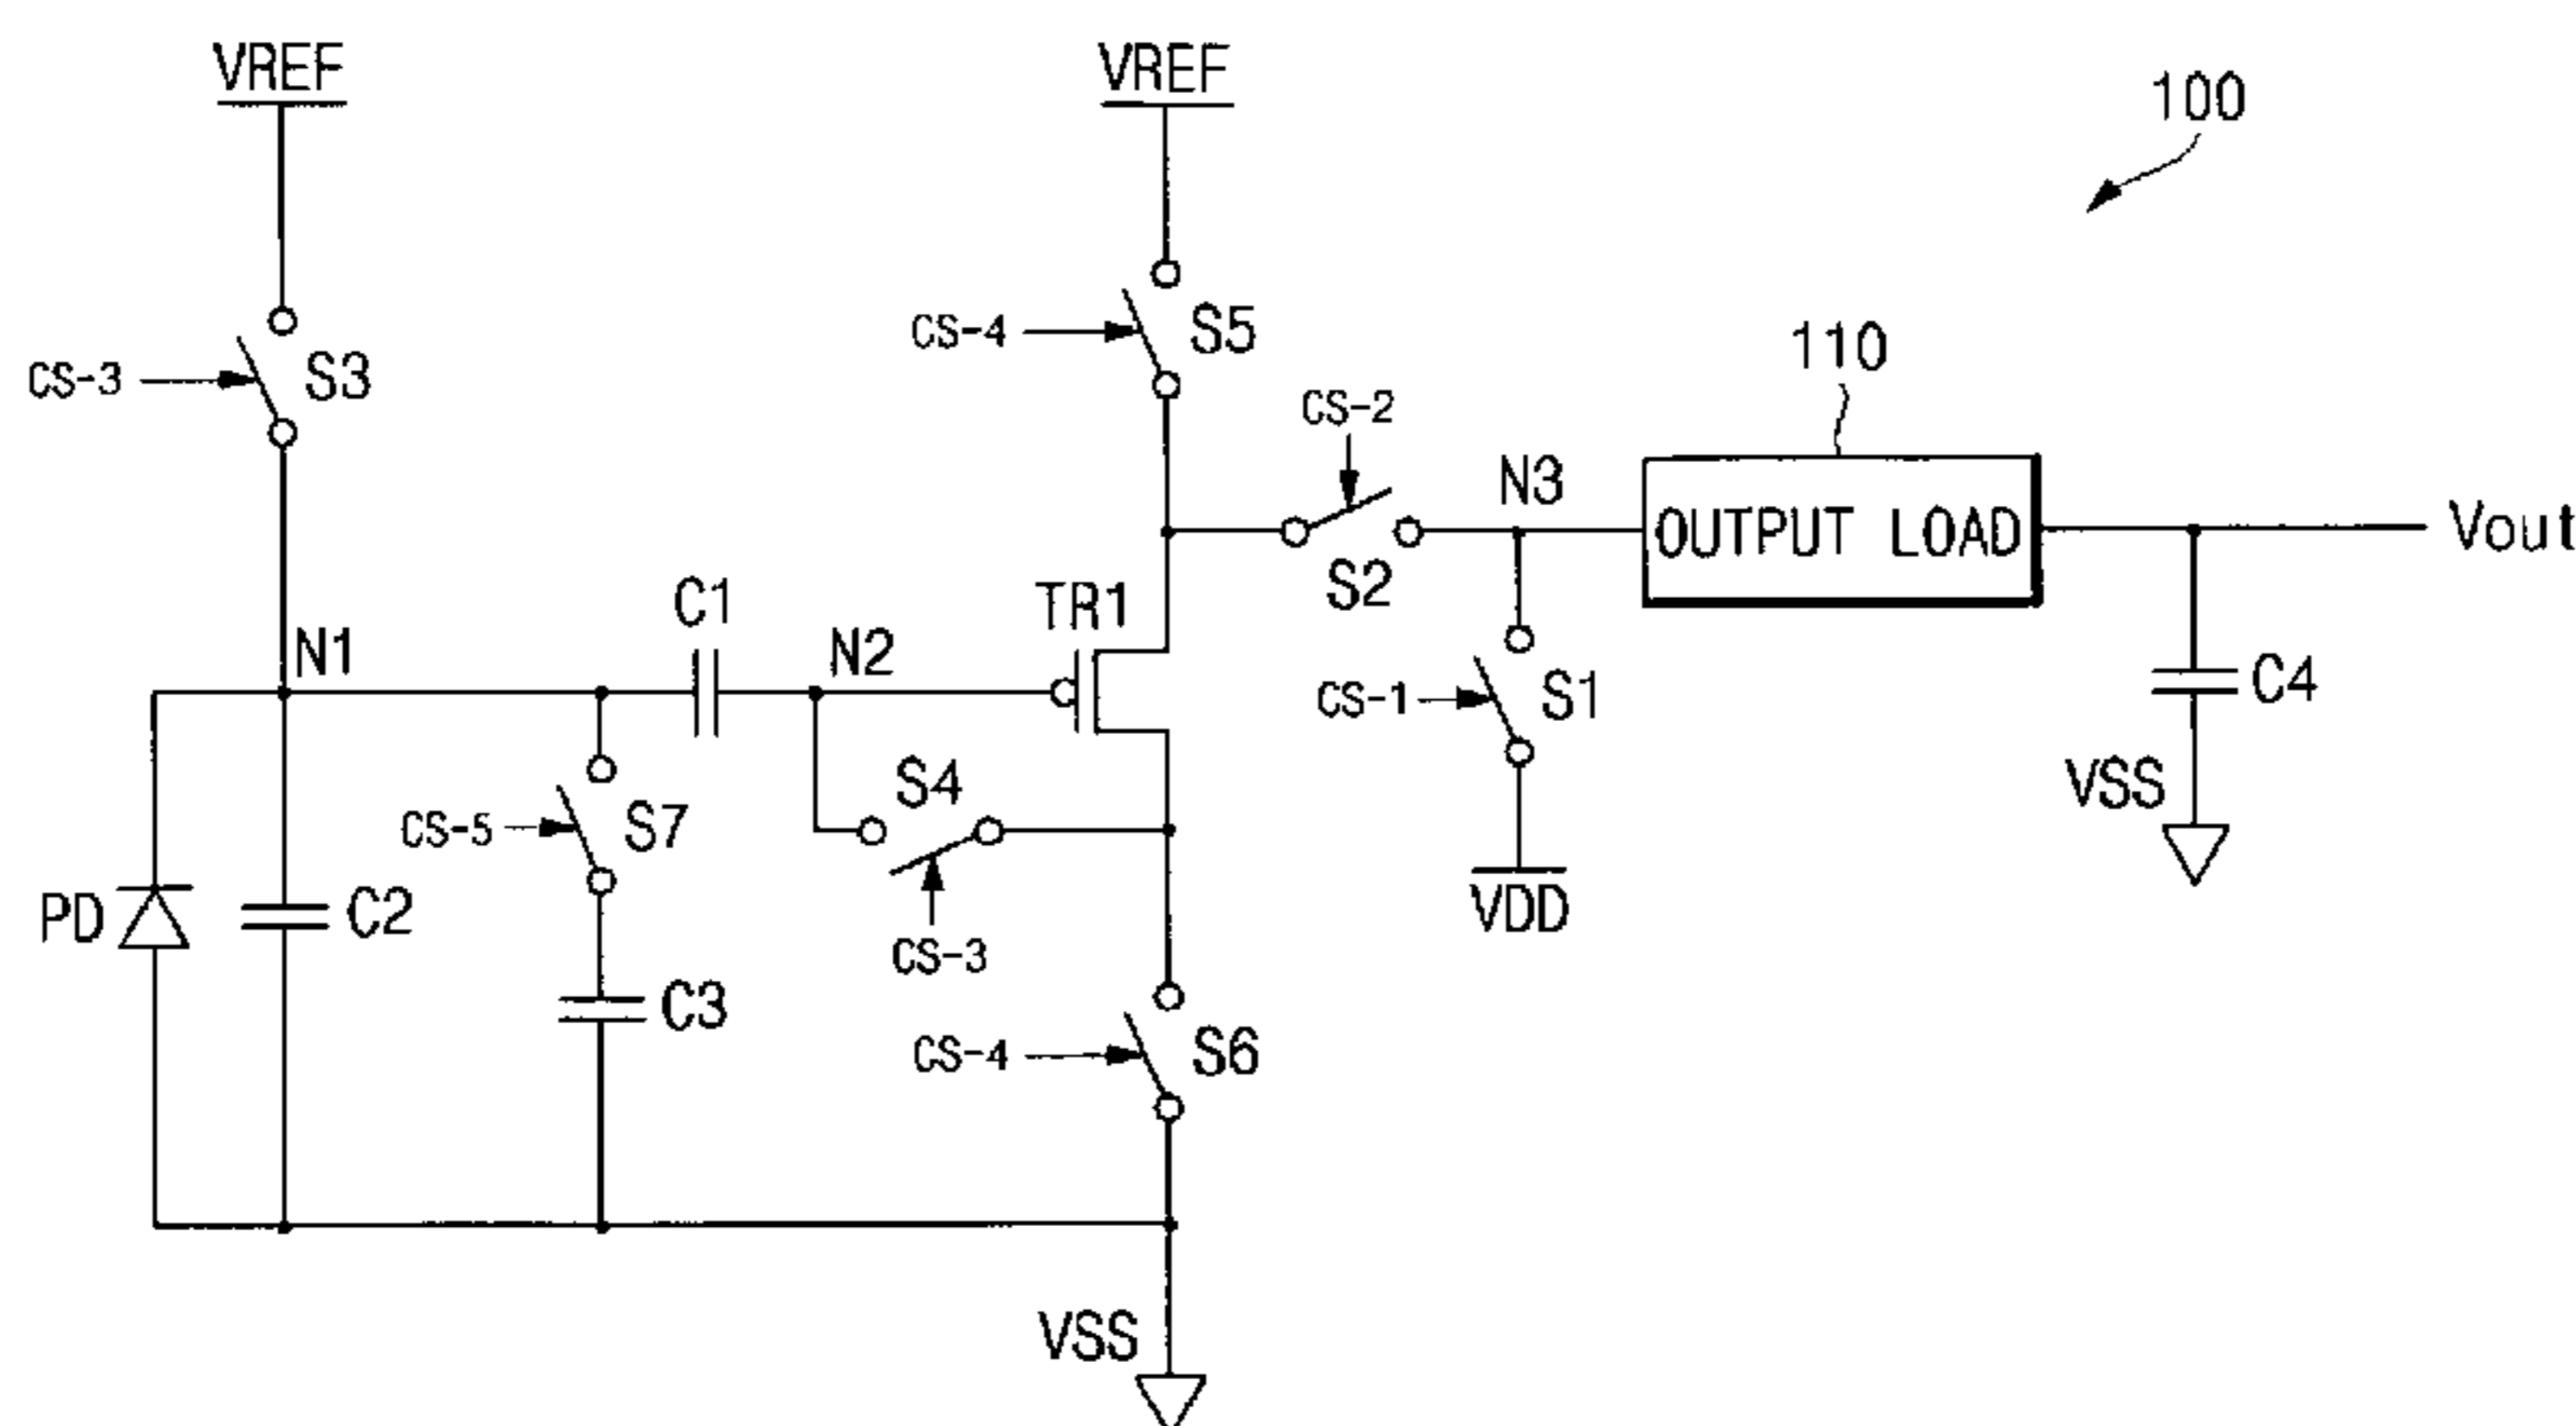 VREF
VREF
100
CS-3
S3
CS-4
S5
CS-2
110
N3
OUTPUT LOAD
Vout
S2
C1
TR1
N1
N2
CS-1
S1
C4
S4
VSS
CS-5
S7
PD
C2
VDD
CS-3
C3
CS-4
S6
VSS